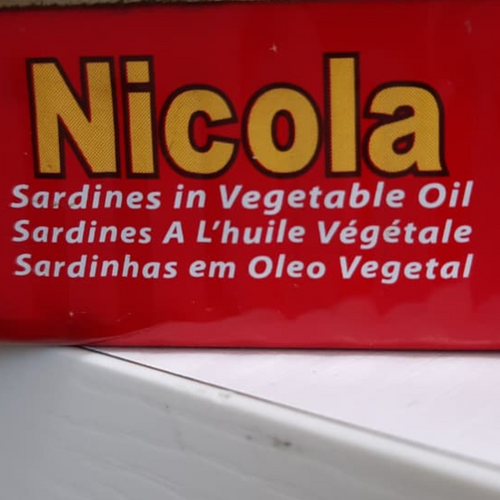 Nicola
Sardines in Vegetable Oil
Sardines A L'huile Végétale
Sardinhas em Oleo Vegetal